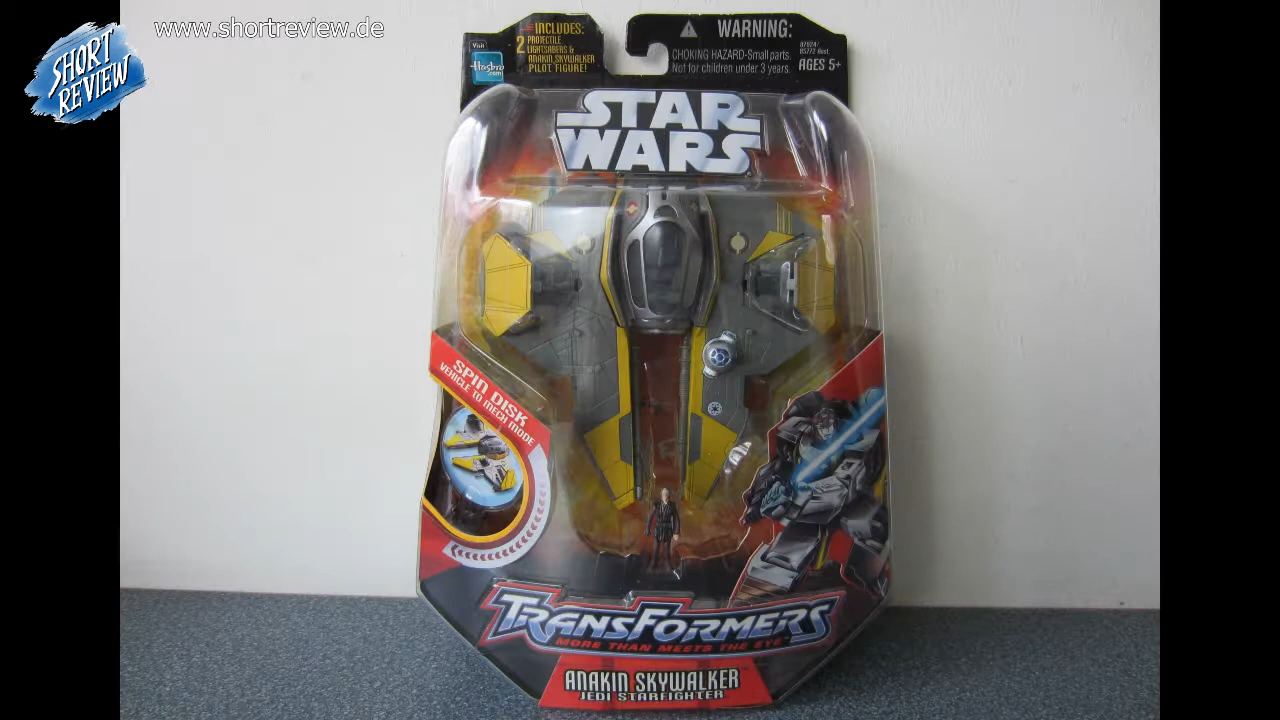 www.shortreview.de
SHORT
REVIEW
Visit
Hasbro
.com
INCLUDES:
2 PROJECTILE
LIGHTSABERS &
ANAKIN SKYWALKER
PILOT FIGURE!
WARNING:
CHOKING HAZARD-Small parts.
Not for children under 3 years.
AGES 5+
STAR
WARS
SPIN DISK
VEHICLE TO MECH MODE
TRANSFORMERS
MORE THAN MEETS THE EYE
ANAKIN SKYWALKER
JEDI STARFIGHTER